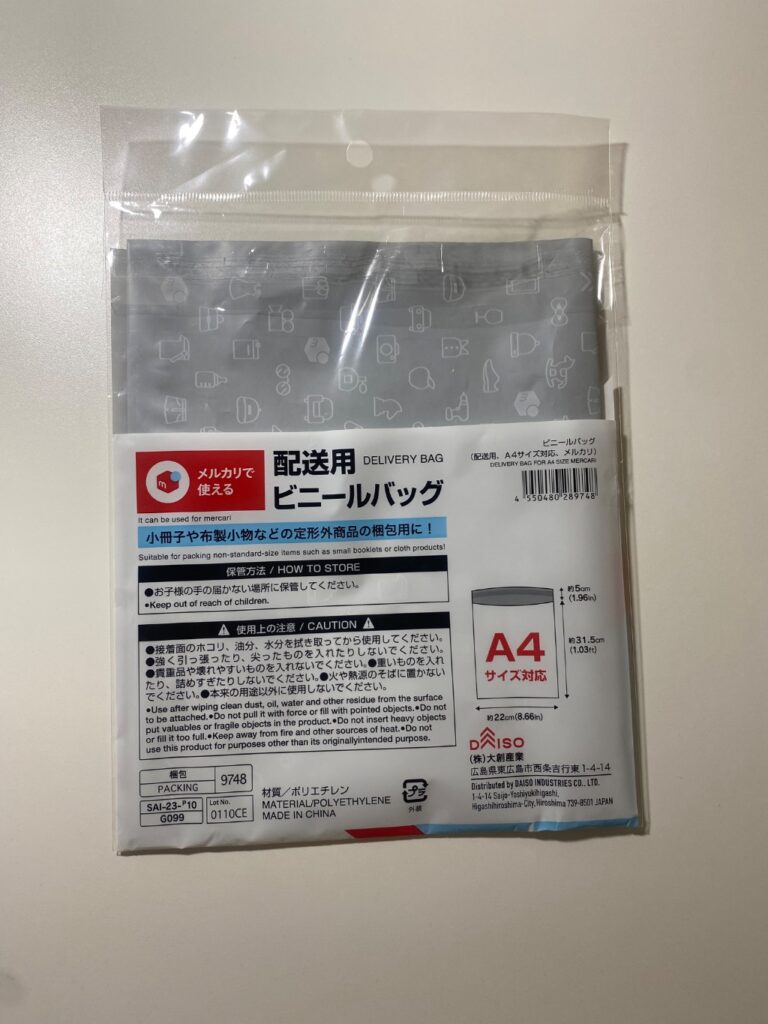 メルカリで
使える
It can be used for mercari
配送用 DELIVERY BAG
ビニールバッグ
ビニールバッグ
(配送用、A4サイズ対応、メルカリ)
DELIVERY BAG FOR A4 SIZE MERCARI
4 550480 289748
小冊子や布製小物などの定形外商品の梱包用に!
Suitable for packing non-standard-size items such as small booklets or cloth products!
保管方法 / HOW TO STORE
●お子様の手の届かない場所に保管してください。
•Keep out of reach of children.
使用上の注意 / CAUTION
●接着面のホコリ、油分、水分を拭き取ってから使用してください。
●強く引っ張ったり、尖ったものを入れたりしないでください。
●貴重品や壊れやすいものを入れないでください。●重いものを入れ
たり、詰めすぎたりしないでください。●火や熱源のそばに置かない
でください。●本来の用途以外に使用しないでください。
•Use after wiping clean dust, oil, water and other residue from the surface
to be attached.•Do not pull it with force or fill with pointed objects.•Do not
put valuables or fragile objects in the product.•Do not insert heavy objects
or fill it too full.•Keep away from fire and other sources of heat.•Do not
use this product for purposes other than its originallyintended purpose.
約5cm
(1.96in)
A4
サイズ対応
約31.5cm
(1.03ft)
約22cm(8.66in)
DAISO
(株)大創産業
広島県東広島市西条吉行東1-4-14
Distributed by DAISO INDUSTRIES CO., LTD.
1-4-14 Saijo-Yoshiyukihigashi,
Higashihiroshima-City, Hiroshima 739-8501 JAPAN
梱包
PACKING
9748
SAI-23-P10
G099
Lot No.
0110CE
材質/ポリエチレン
MATERIAL/POLYETHYLENE
MADE IN CHINA
プラ
外装